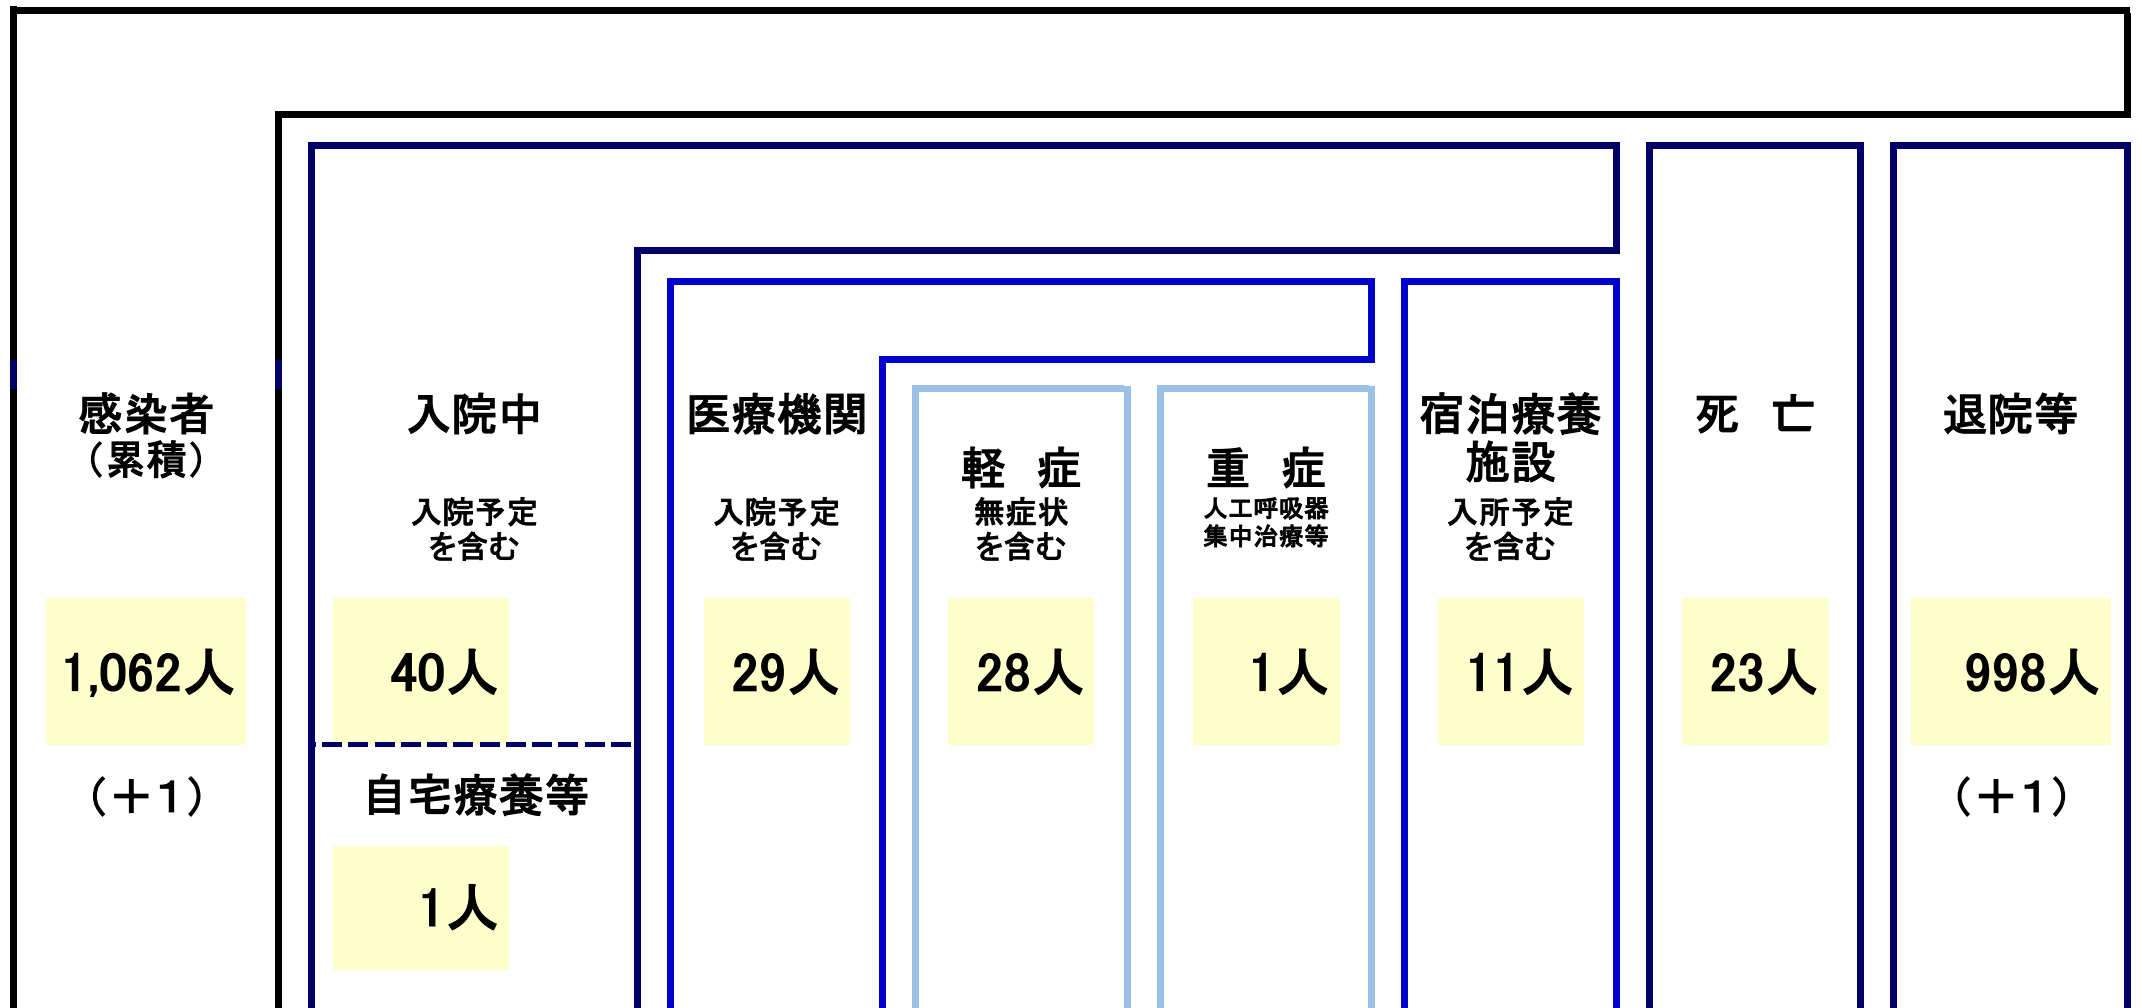 感染者
（累積）
1,062人
（＋1）
入院中
入院予定
を含む
40人
自宅療養等
1人
医療機関
入院予定
を含む
29人
軽　症
無症状
を含む
28人
重　症
人工呼吸器
集中治療等
1人
宿泊療養
施設
入所予定
を含む
11人
死　亡
23人
退院等
998人
（＋1）